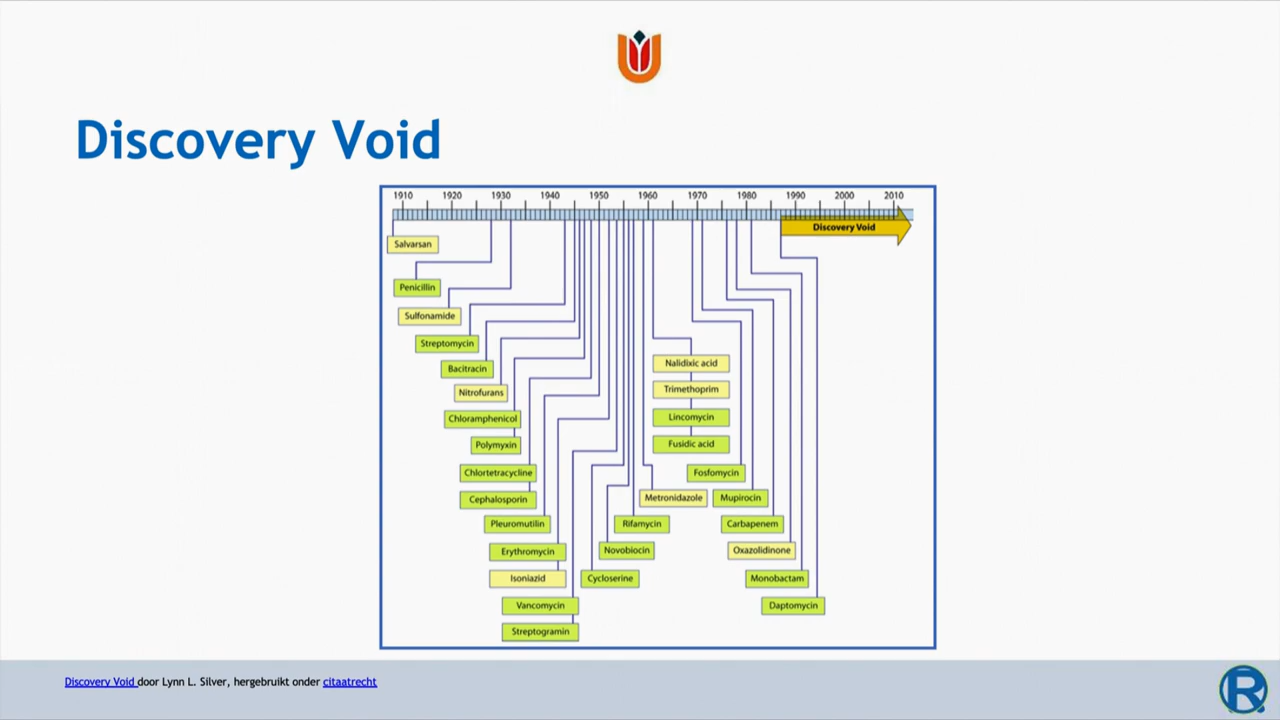 Discovery Void
1910 1920 1930 1940 1950 1960 1970 1980 1990 2000 2010
Discovery Void
Salvarsan
Penicillin
Sulfonamide
Streptomycin
Bacitracin
Nitrofurans
Chloramphenicol
Polymyxin
Chlortetracycline
Cephalosporin
Pleuromutilin
Erythromycin
Isoniazid
Vancomycin
Streptogramin
Cycloserine
Novobiocin
Rifamycin
Metronidazole
Nalidixic acid
Trimethoprim
Lincomycin
Fusidic acid
Fosfomycin
Mupirocin
Carbapenem
Oxazolidinone
Monobactam
Daptomycin
Discovery Void door Lynn L. Silver, hergebruikt onder citaatrecht
R